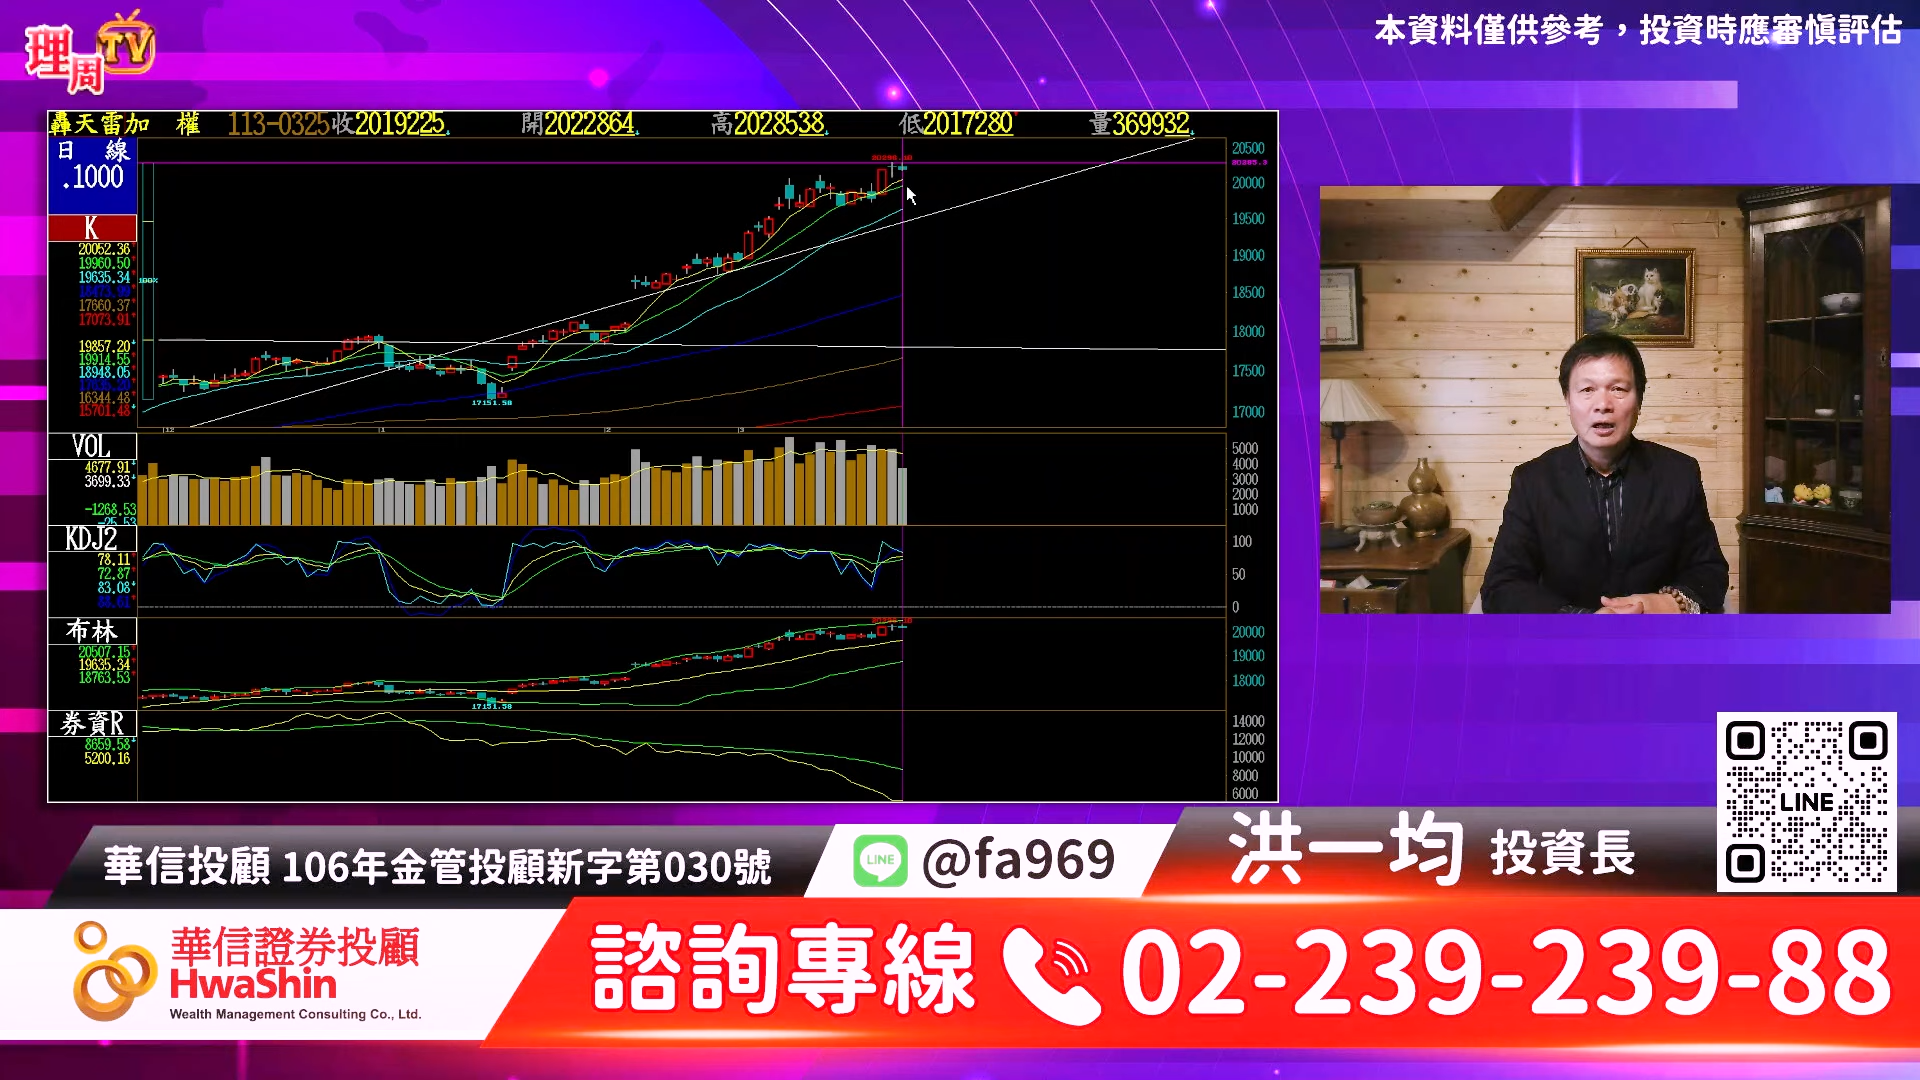 理周TV
本資料僅供參考，投資時應審慎評估
轟天雷加 權 113-0325收2019225 開2022864 高2028538 低2017280 量369932
日 線
.1000
K
20052.36
19960.50
19635.34
17660.37
17073.91
19857.20
19914.55
18948.05
16344.48
15701.48
100%
17151.58
20500
20000
19500
19000
18500
18000
17500
17000
12 1 2 3
VOL
4677.91
3699.33
-1268.53
-25.53
5000
4000
3000
2000
1000
KDJ2
78.11
72.87
83.08
88.61
100
50
0
布林
20507.15
19635.34
18763.53
17151.58
20000
19000
18000
券資R
8659.58
5200.16
14000
12000
10000
8000
6000
LINE
華信投顧 106年金管投顧新字第030號
LINE @fa969
洪一均 投資長
華信證券投顧
HwaShin
Wealth Management Consulting Co., Ltd.
諮詢專線 02-239-239-88